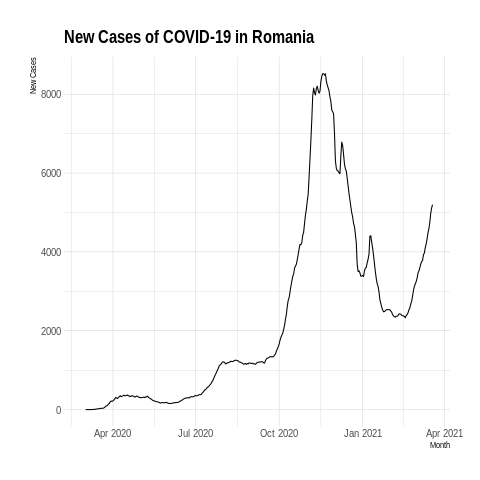 New Cases of COVID-19 in Romania
New Cases
8000
6000
4000
2000
0
Apr 2020
Jul 2020
Oct 2020
Jan 2021
Apr 2021
Month